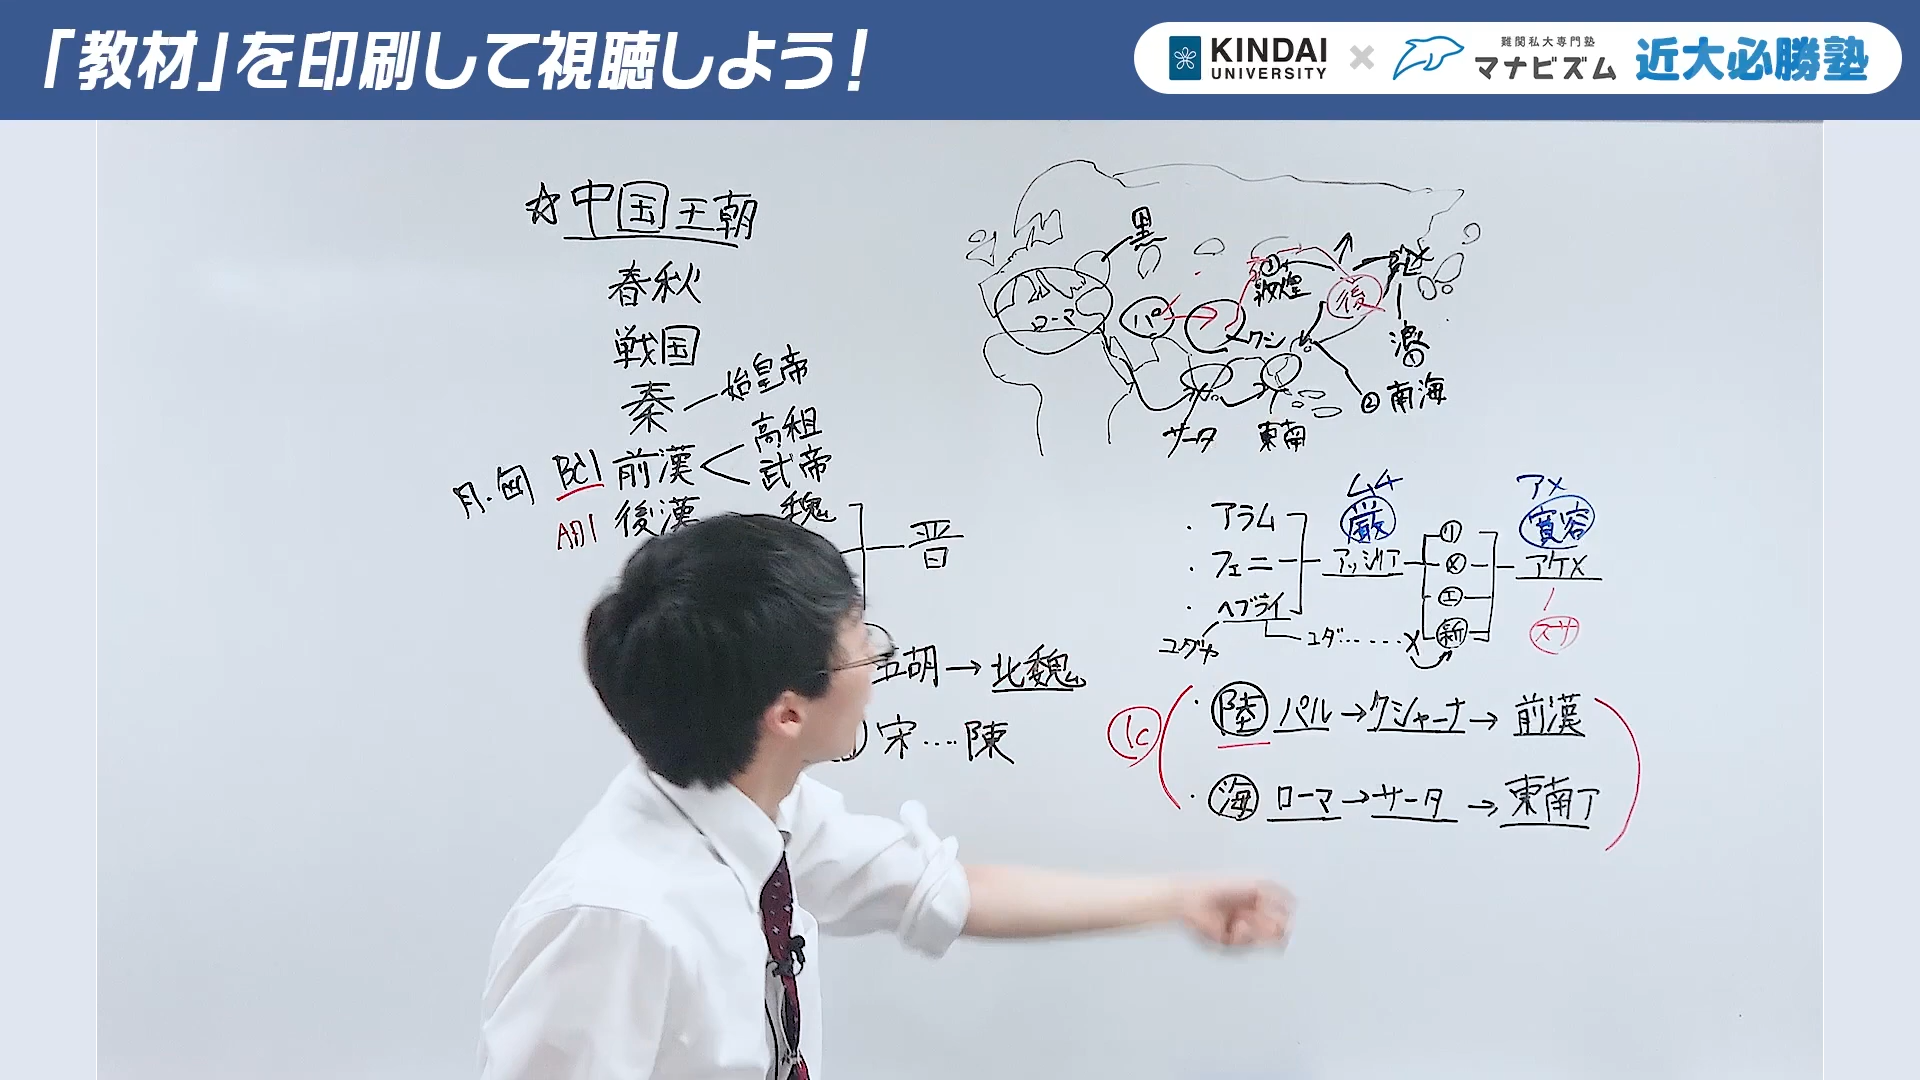 「教材」を印刷して視聴しよう!
KINDAI UNIVERSITY × 難関私大専門塾 マナビズム 近大必勝塾
☆中国王朝
春秋
戦国
秦 — 始皇帝
月・匈 BC1 前漢 < 高祖 武帝
AD1 後漢 魏 晋
五胡 → 北魏
宋 .... 陳
黒
ローマ パ クシ ① 敦煌 後
楽
② 南海
サータ 東南
・アラム
・フェニ
・ヘブライ
ユダヤ ユダ ...... ×
ムチ
厳
アッシリア
リ
メ
エ
新
アメ
寛容
アケメ
スサ
1c
・陸 パル → クシャーナ → 前漢
・海 ローマ → サータ → 東南ア